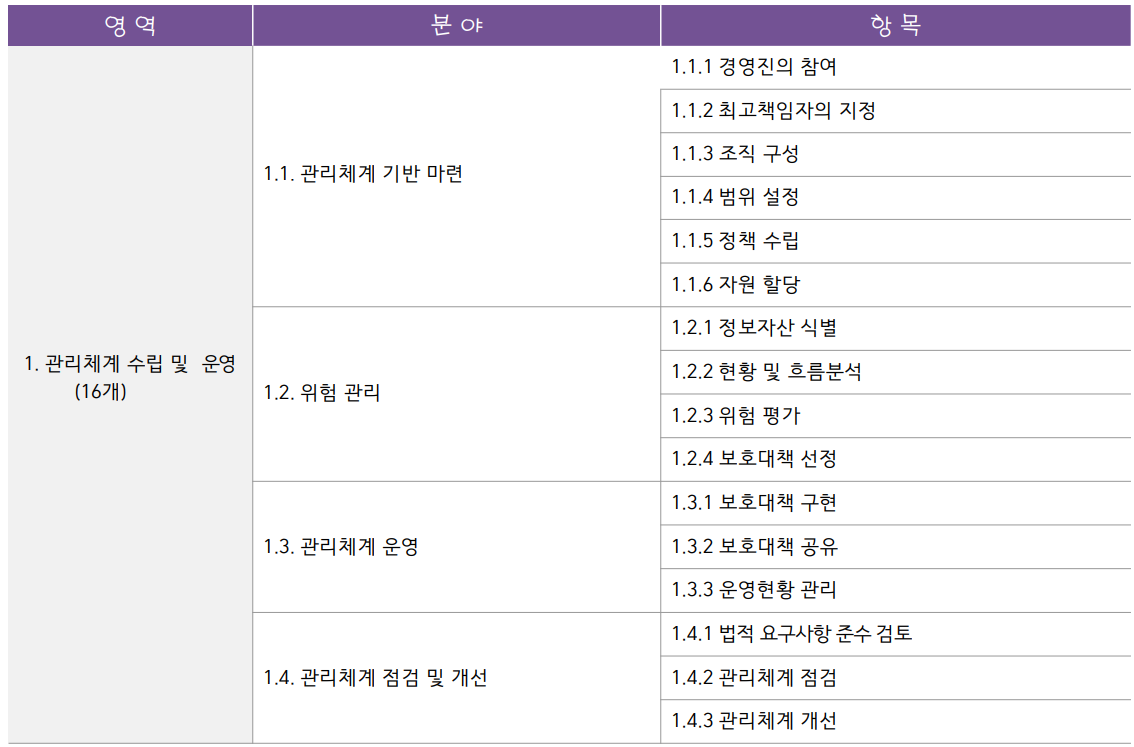 영 역 분 야 항 목
1. 관리체계 수립 및 운영
(16개)
1.1. 관리체계 기반 마련
1.1.1 경영진의 참여
1.1.2 최고책임자의 지정
1.1.3 조직 구성
1.1.4 범위 설정
1.1.5 정책 수립
1.1.6 자원 할당
1.2. 위험 관리
1.2.1 정보자산 식별
1.2.2 현황 및 흐름분석
1.2.3 위험 평가
1.2.4 보호대책 선정
1.3. 관리체계 운영
1.3.1 보호대책 구현
1.3.2 보호대책 공유
1.3.3 운영현황 관리
1.4. 관리체계 점검 및 개선
1.4.1 법적 요구사항 준수 검토
1.4.2 관리체계 점검
1.4.3 관리체계 개선